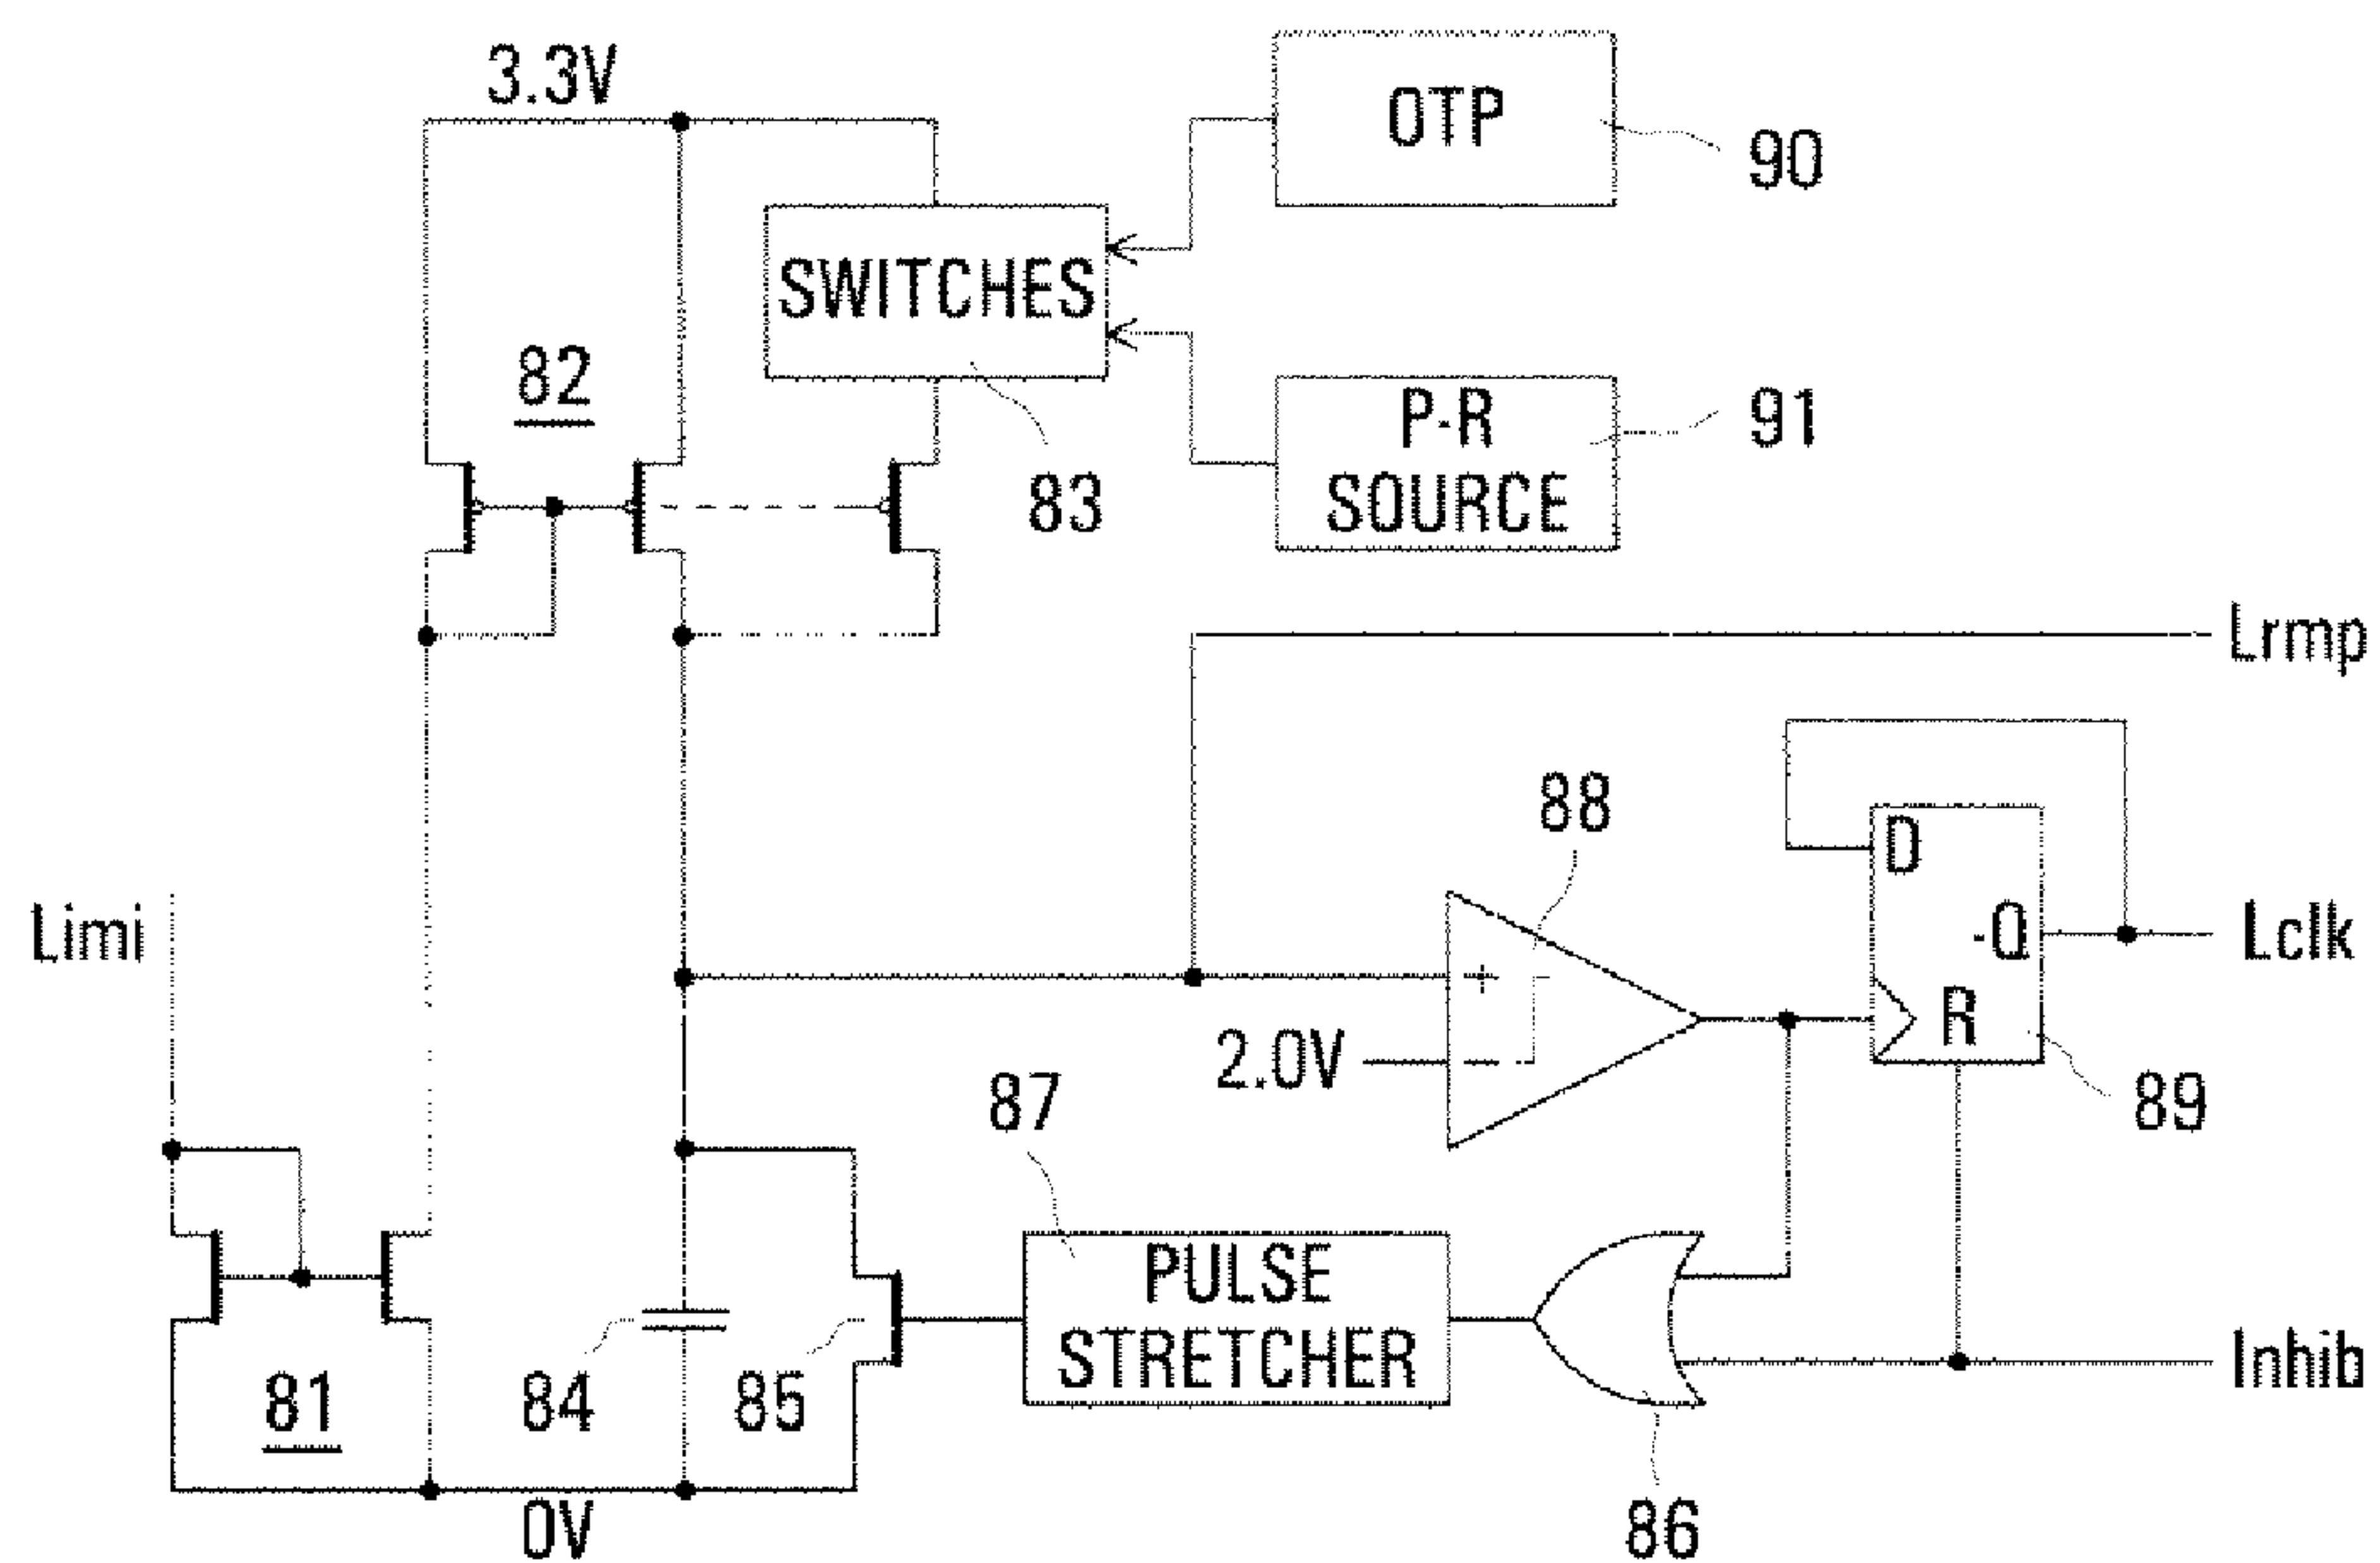 3.3V
OTP
90
SWITCHES
82
P-R
SOURCE
91
83
Lrmp
88
D
Limi
-Q
Lclk
+
2.0V
−
R
87
89
PULSE
STRETCHER
84
85
81
Inhib
0V
86